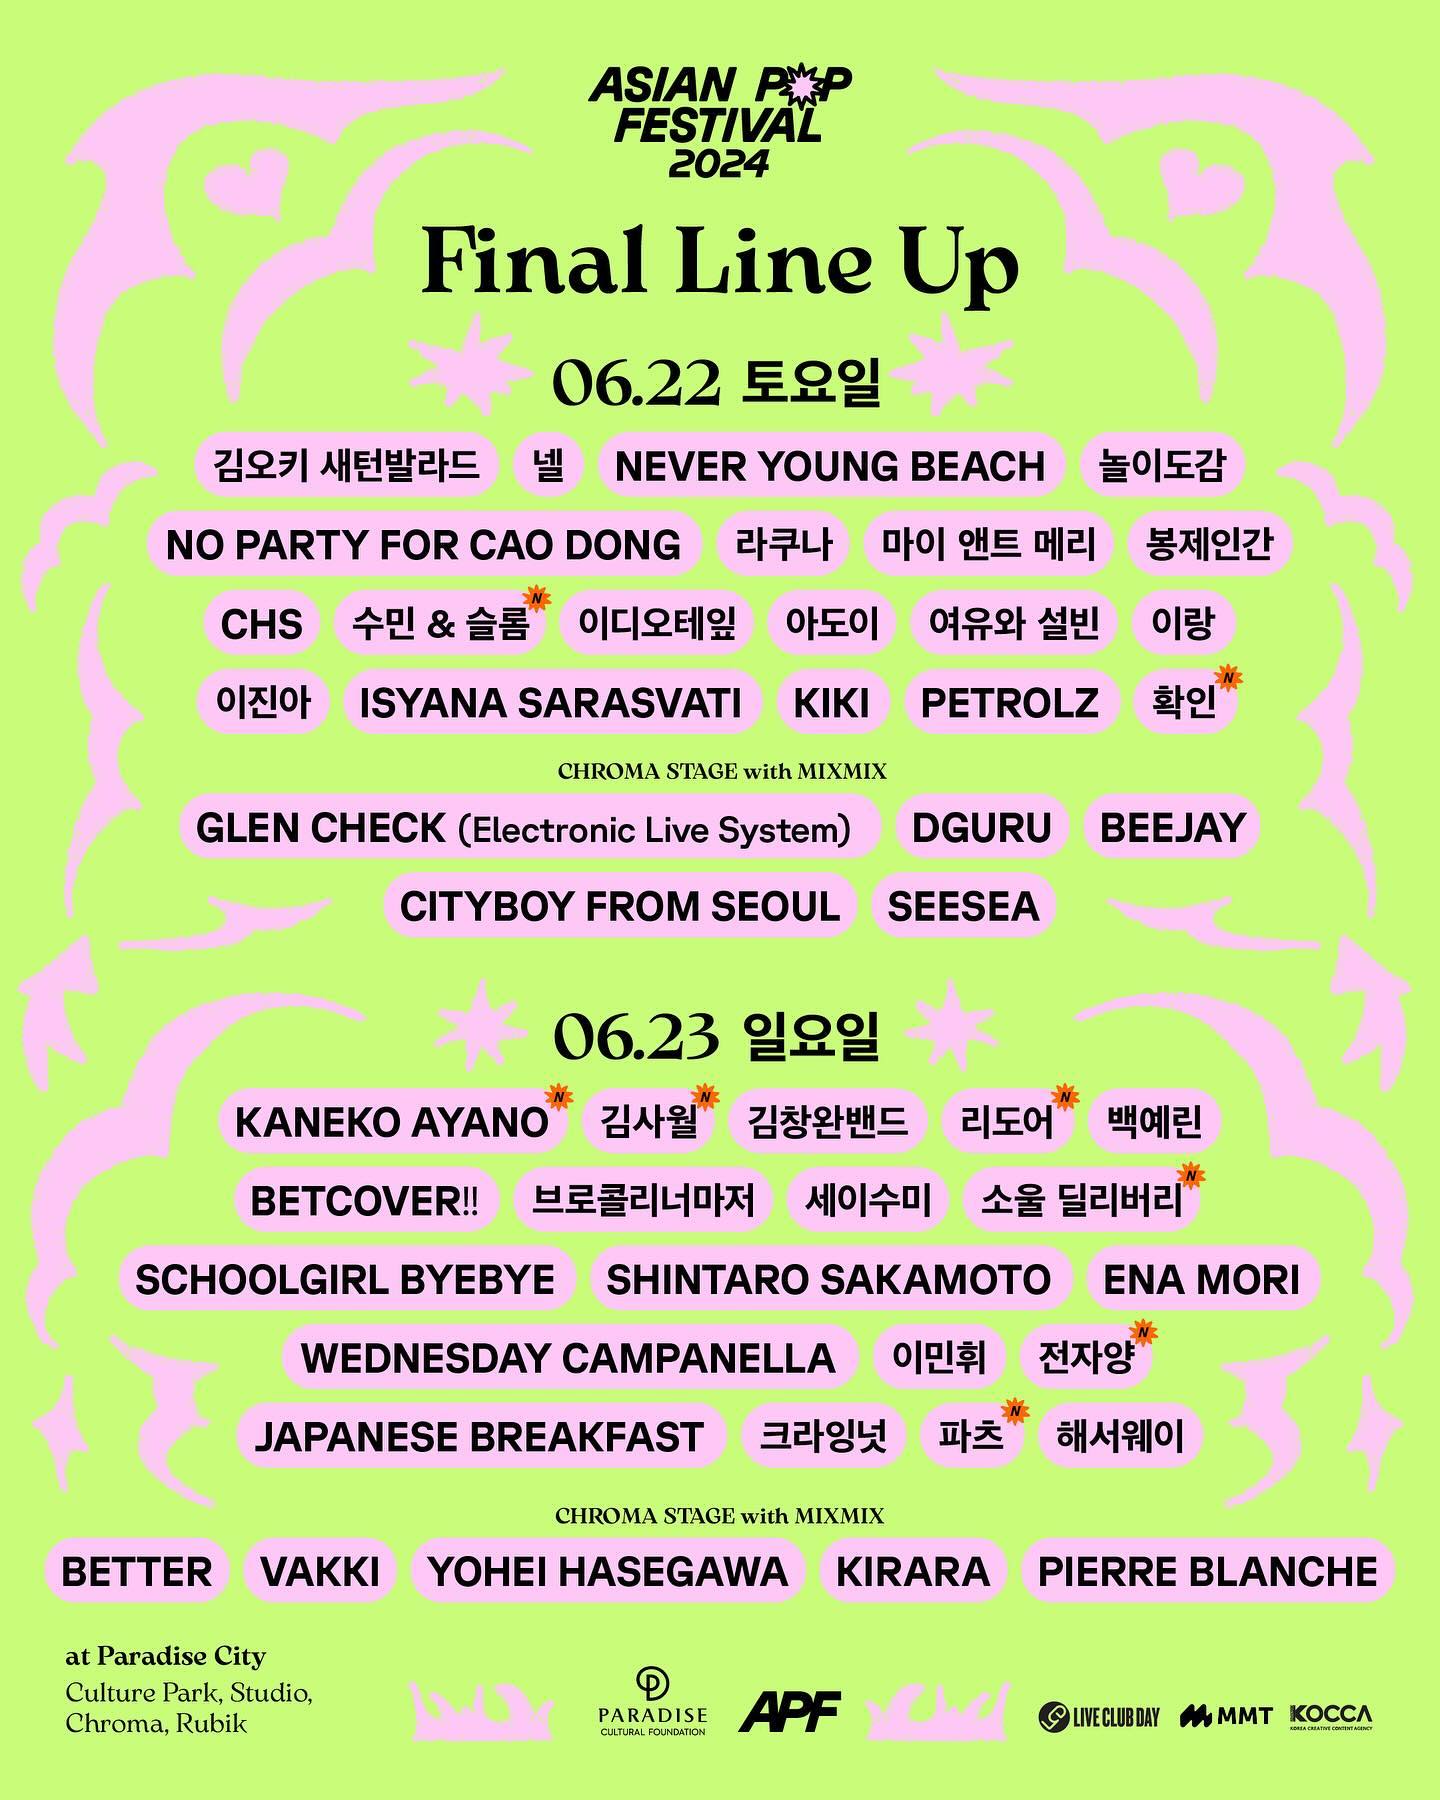 ASIAN POP
FESTIVAL
2024
Final Line Up
06.22 토요일
김오키 새턴발라드 넬 NEVER YOUNG BEACH 놀이도감
NO PARTY FOR CAO DONG 라쿠나 마이 앤트 메리 봉제인간
CHS 수민 & 슬롬 N 이디오테잎 아도이 여유와 설빈 이랑
이진아 ISYANA SARASVATI KIKI PETROLZ 확인 N
CHROMA STAGE with MIXMIX
GLEN CHECK (Electronic Live System) DGURU BEEJAY
CITYBOY FROM SEOUL SEESEA
06.23 일요일
KANEKO AYANO N 김사월 N 김창완밴드 리도어 N 백예린
BETCOVER!! 브로콜리너마저 세이수미 소울 딜리버리 N
SCHOOLGIRL BYEBYE SHINTARO SAKAMOTO ENA MORI
WEDNESDAY CAMPANELLA 이민휘 전자양 N
JAPANESE BREAKFAST 크라잉넛 파츠 N 해서웨이
CHROMA STAGE with MIXMIX
BETTER VAKKI YOHEI HASEGAWA KIRARA PIERRE BLANCHE
at Paradise City
Culture Park, Studio,
Chroma, Rubik
PARADISE
CULTURAL FOUNDATION
APF
LIVE CLUB DAY
MMT
KOCCA
KOREA CREATIVE CONTENT AGENCY